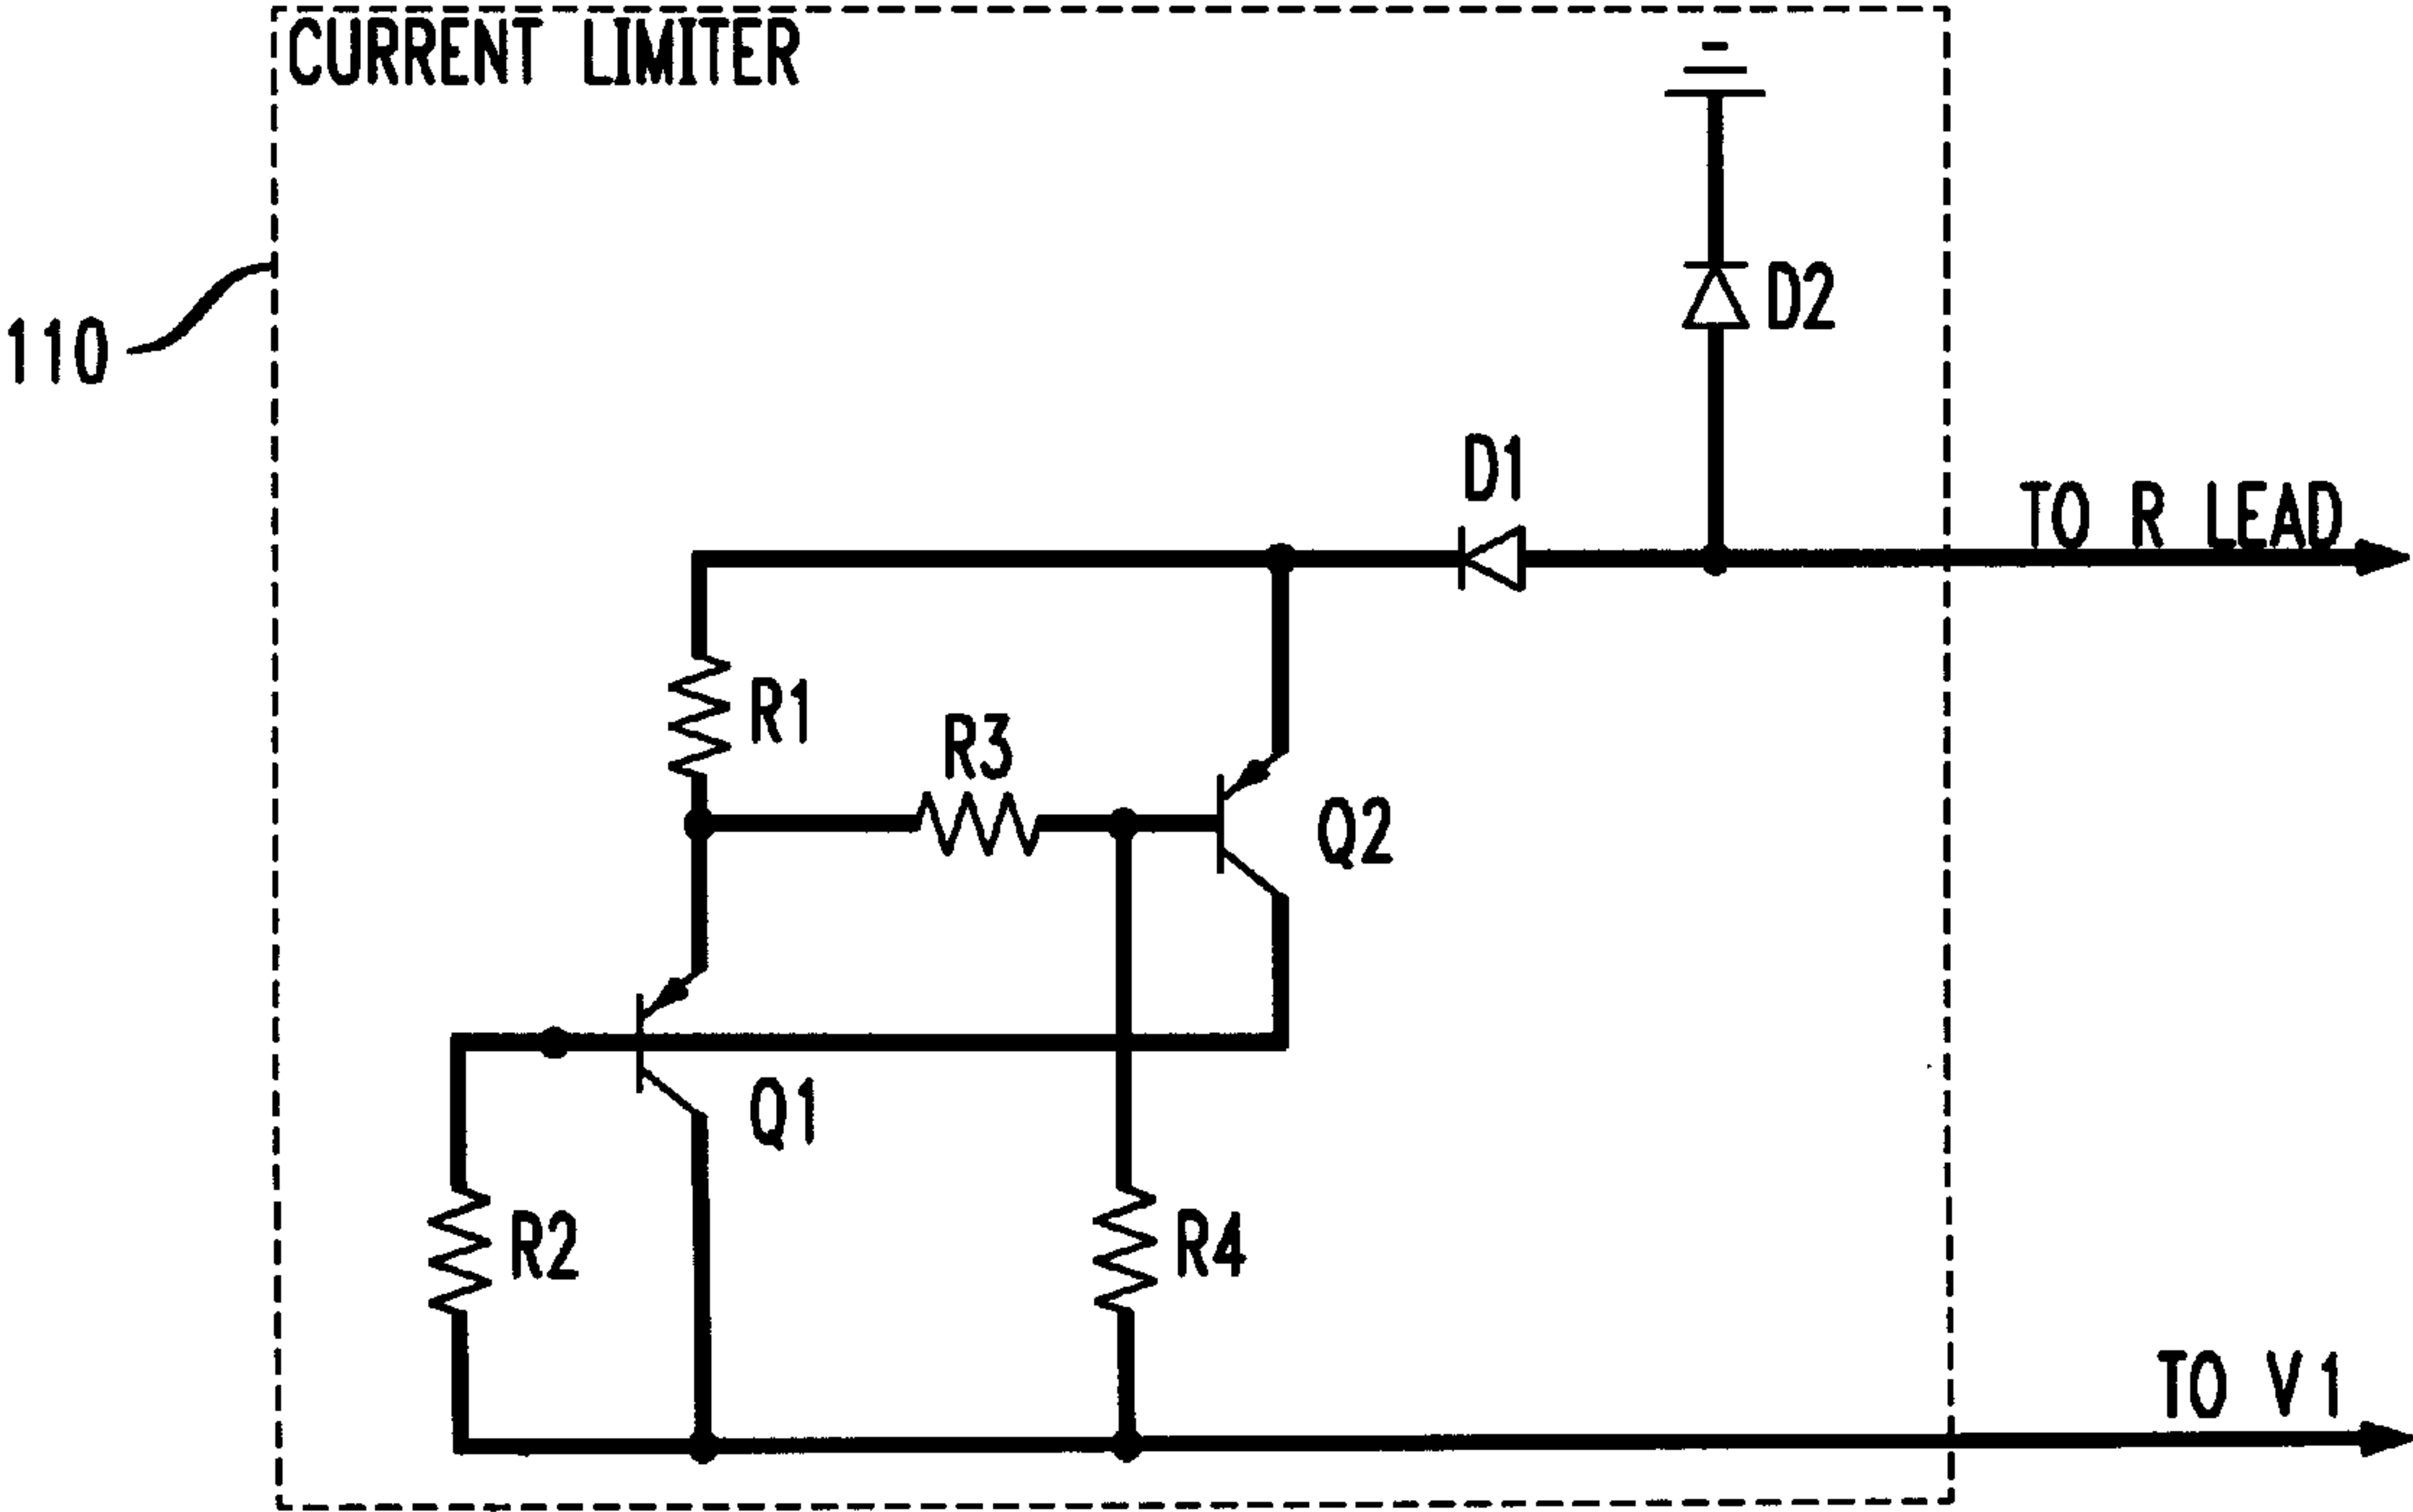 CURRENT LIMITER
110
D2
D1
TO R LEAD
R1
R3
Q2
Q1
R2
R4
TO V1